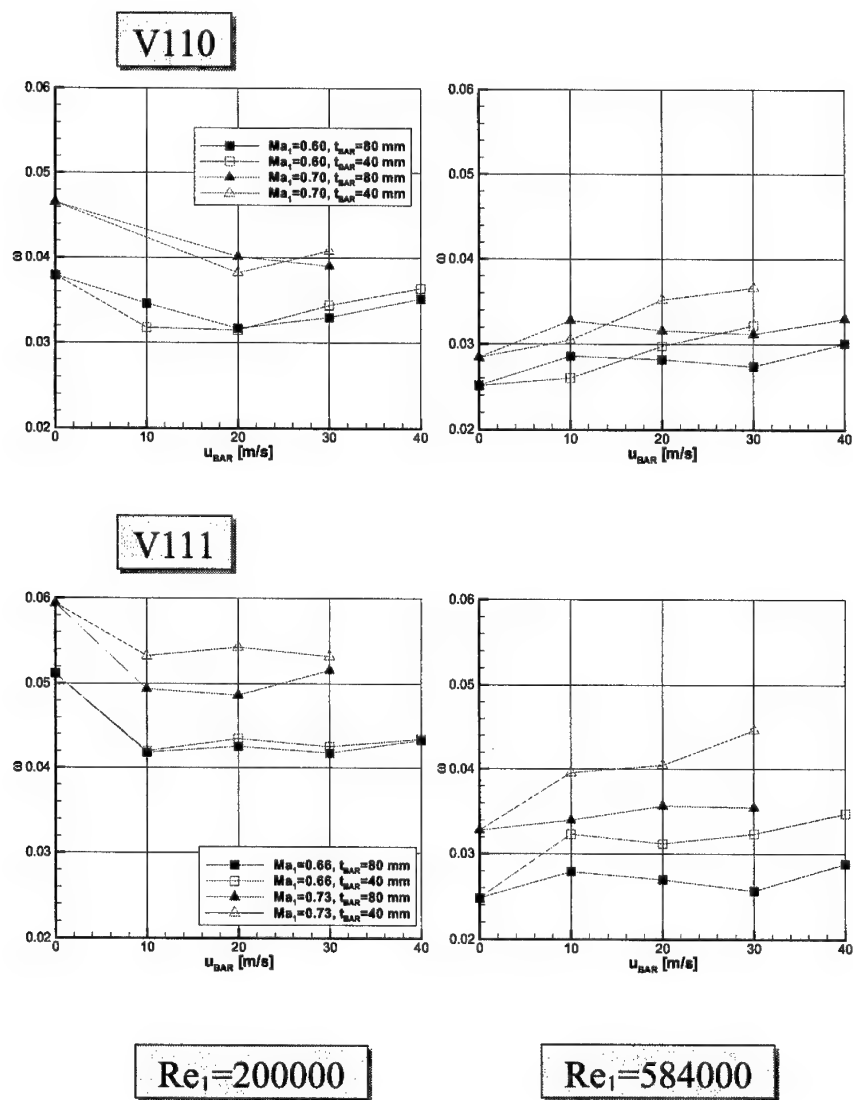 V110
0.06
0.05
0.04
0.03
0.02
ω
0
10
20
30
40
u_BAR [m/s]
Ma₁=0.60, t_BAR=80 mm
Ma₁=0.60, t_BAR=40 mm
Ma₁=0.70, t_BAR=80 mm
Ma₁=0.70, t_BAR=40 mm
0.06
0.05
0.04
0.03
0.02
ω
0
10
20
30
40
u_BAR [m/s]
V111
0.06
0.05
0.04
0.03
0.02
ω
0
10
20
30
40
u_BAR [m/s]
Ma₁=0.66, t_BAR=80 mm
Ma₁=0.66, t_BAR=40 mm
Ma₁=0.73, t_BAR=80 mm
Ma₁=0.73, t_BAR=40 mm
0.06
0.05
0.04
0.03
0.02
ω
0
10
20
30
40
u_BAR [m/s]
Re₁=200000
Re₁=584000